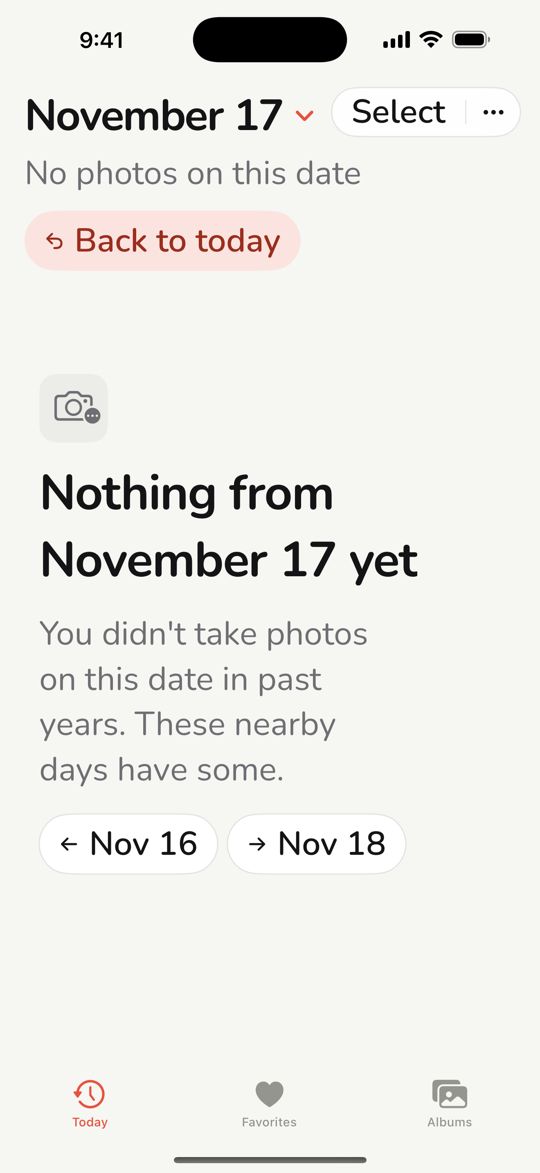 9:41
November 17
Select
No photos on this date
Back to today
Nothing from
November 17 yet
You didn't take photos
on this date in past
years. These nearby
days have some.
← Nov 16
→ Nov 18
Today
Favorites
Albums